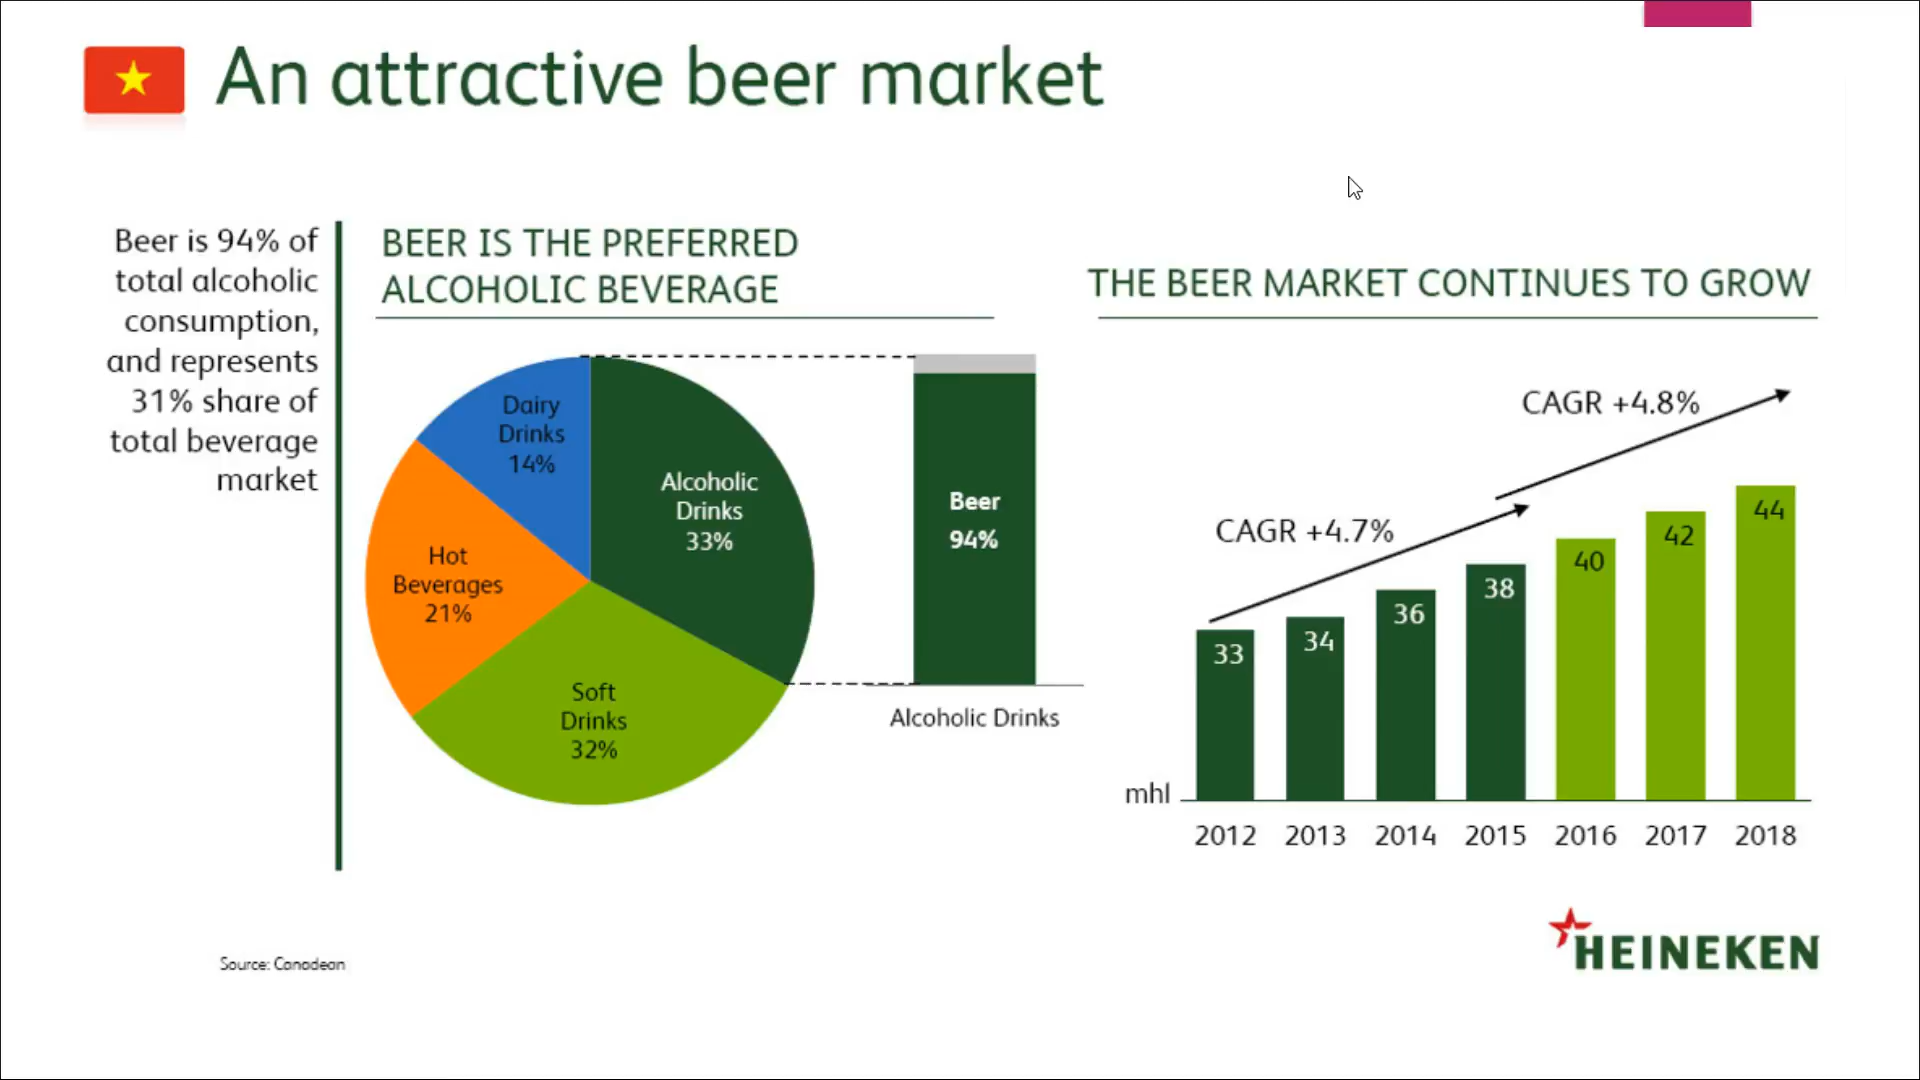 An attractive beer market
Beer is 94% of
total alcoholic
consumption,
and represents
31% share of
total beverage
market
BEER IS THE PREFERRED
ALCOHOLIC BEVERAGE
Dairy
Drinks
14%
Alcoholic
Drinks
33%
Hot
Beverages
21%
Soft
Drinks
32%
Beer
94%
Alcoholic Drinks
THE BEER MARKET CONTINUES TO GROW
CAGR +4.8%
CAGR +4.7%
33 34 36 38 40 42 44
mhl
2012 2013 2014 2015 2016 2017 2018
HEINEKEN
Source: Canadean